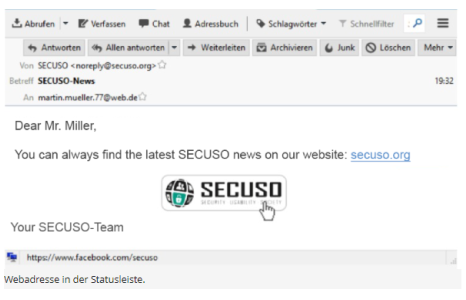 Abrufen Verfassen Chat Adressbuch Schlagwörter Schnellfilter
Antworten Allen antworten Weiterleiten Archivieren Junk Löschen Mehr
Von SECUSO <noreply@secuso.org>
Betreff SECUSO-News 19:32
An martin.mueller.77@web.de
Dear Mr. Miller,
You can always find the latest SECUSO news on our website: secuso.org
SECUSO
SECURITY USABILITY
Your SECUSO-Team
https://www.facebook.com/secuso
Webadresse in der Statusleiste.